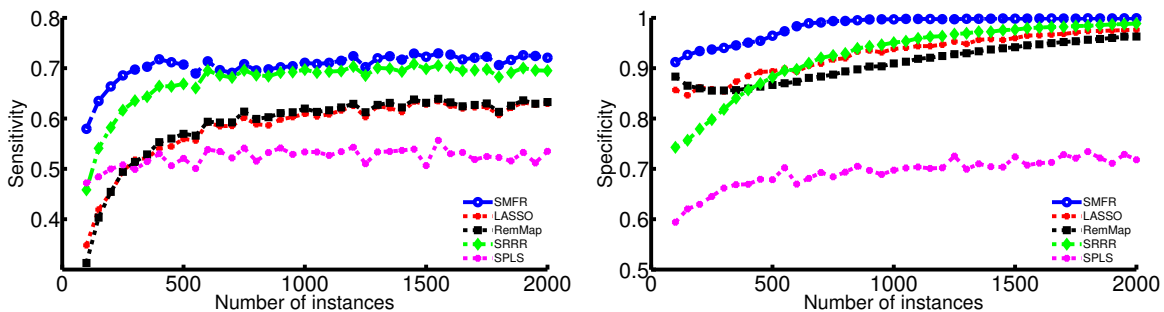 0.8
0.7
0.6
0.5
0.4
Sensitivity
0
500
1000
1500
2000
Number of instances
SMFR
LASSO
RemMap
SRRR
SPLS
1
0.9
0.8
0.7
0.6
0.5
Specificity
0
500
1000
1500
2000
Number of instances
SMFR
LASSO
RemMap
SRRR
SPLS